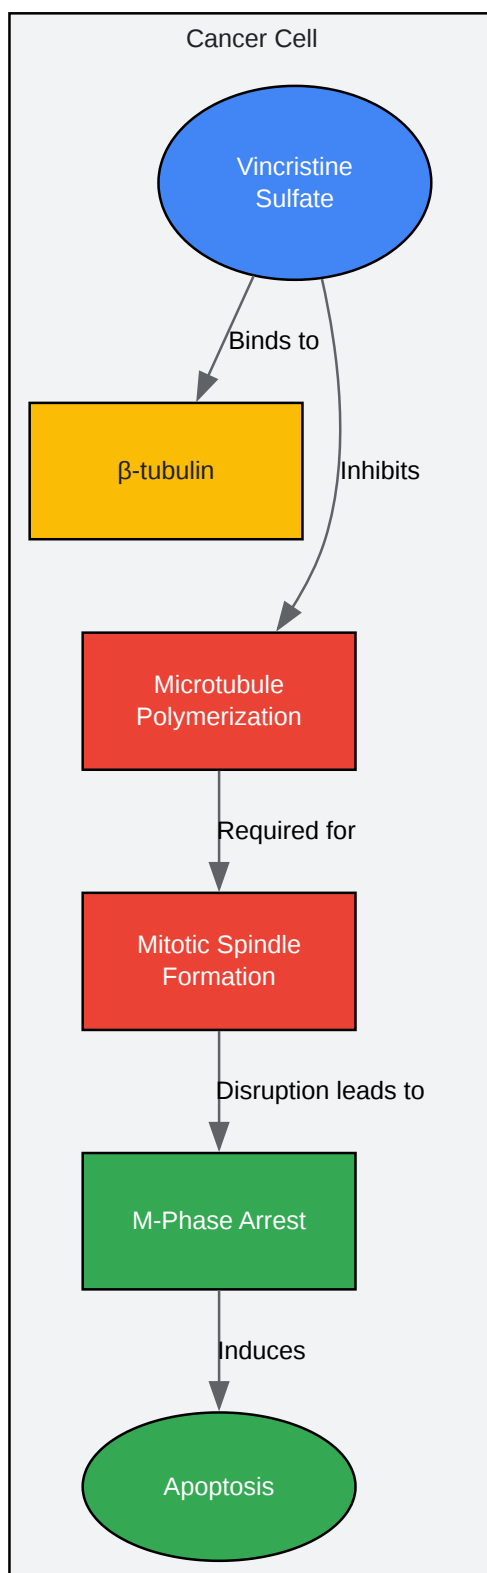 Cancer Cell
Vincristine
Sulfate
Binds to
β-tubulin
Inhibits
Microtubule
Polymerization
Required for
Mitotic Spindle
Formation
Disruption leads to
M-Phase Arrest
Induces
Apoptosis